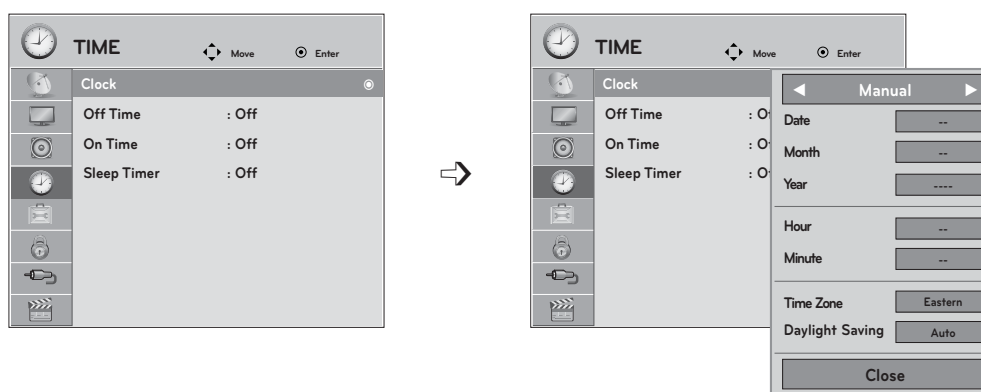 TIME Move Enter
Clock
Off Time : Off
On Time : Off
Sleep Timer : Off
TIME Move Enter
Clock
Off Time : O
On Time : O
Sleep Timer : O
Manual
Date --
Month --
Year ----
Hour --
Minute --
Time Zone Eastern
Daylight Saving Auto
Close